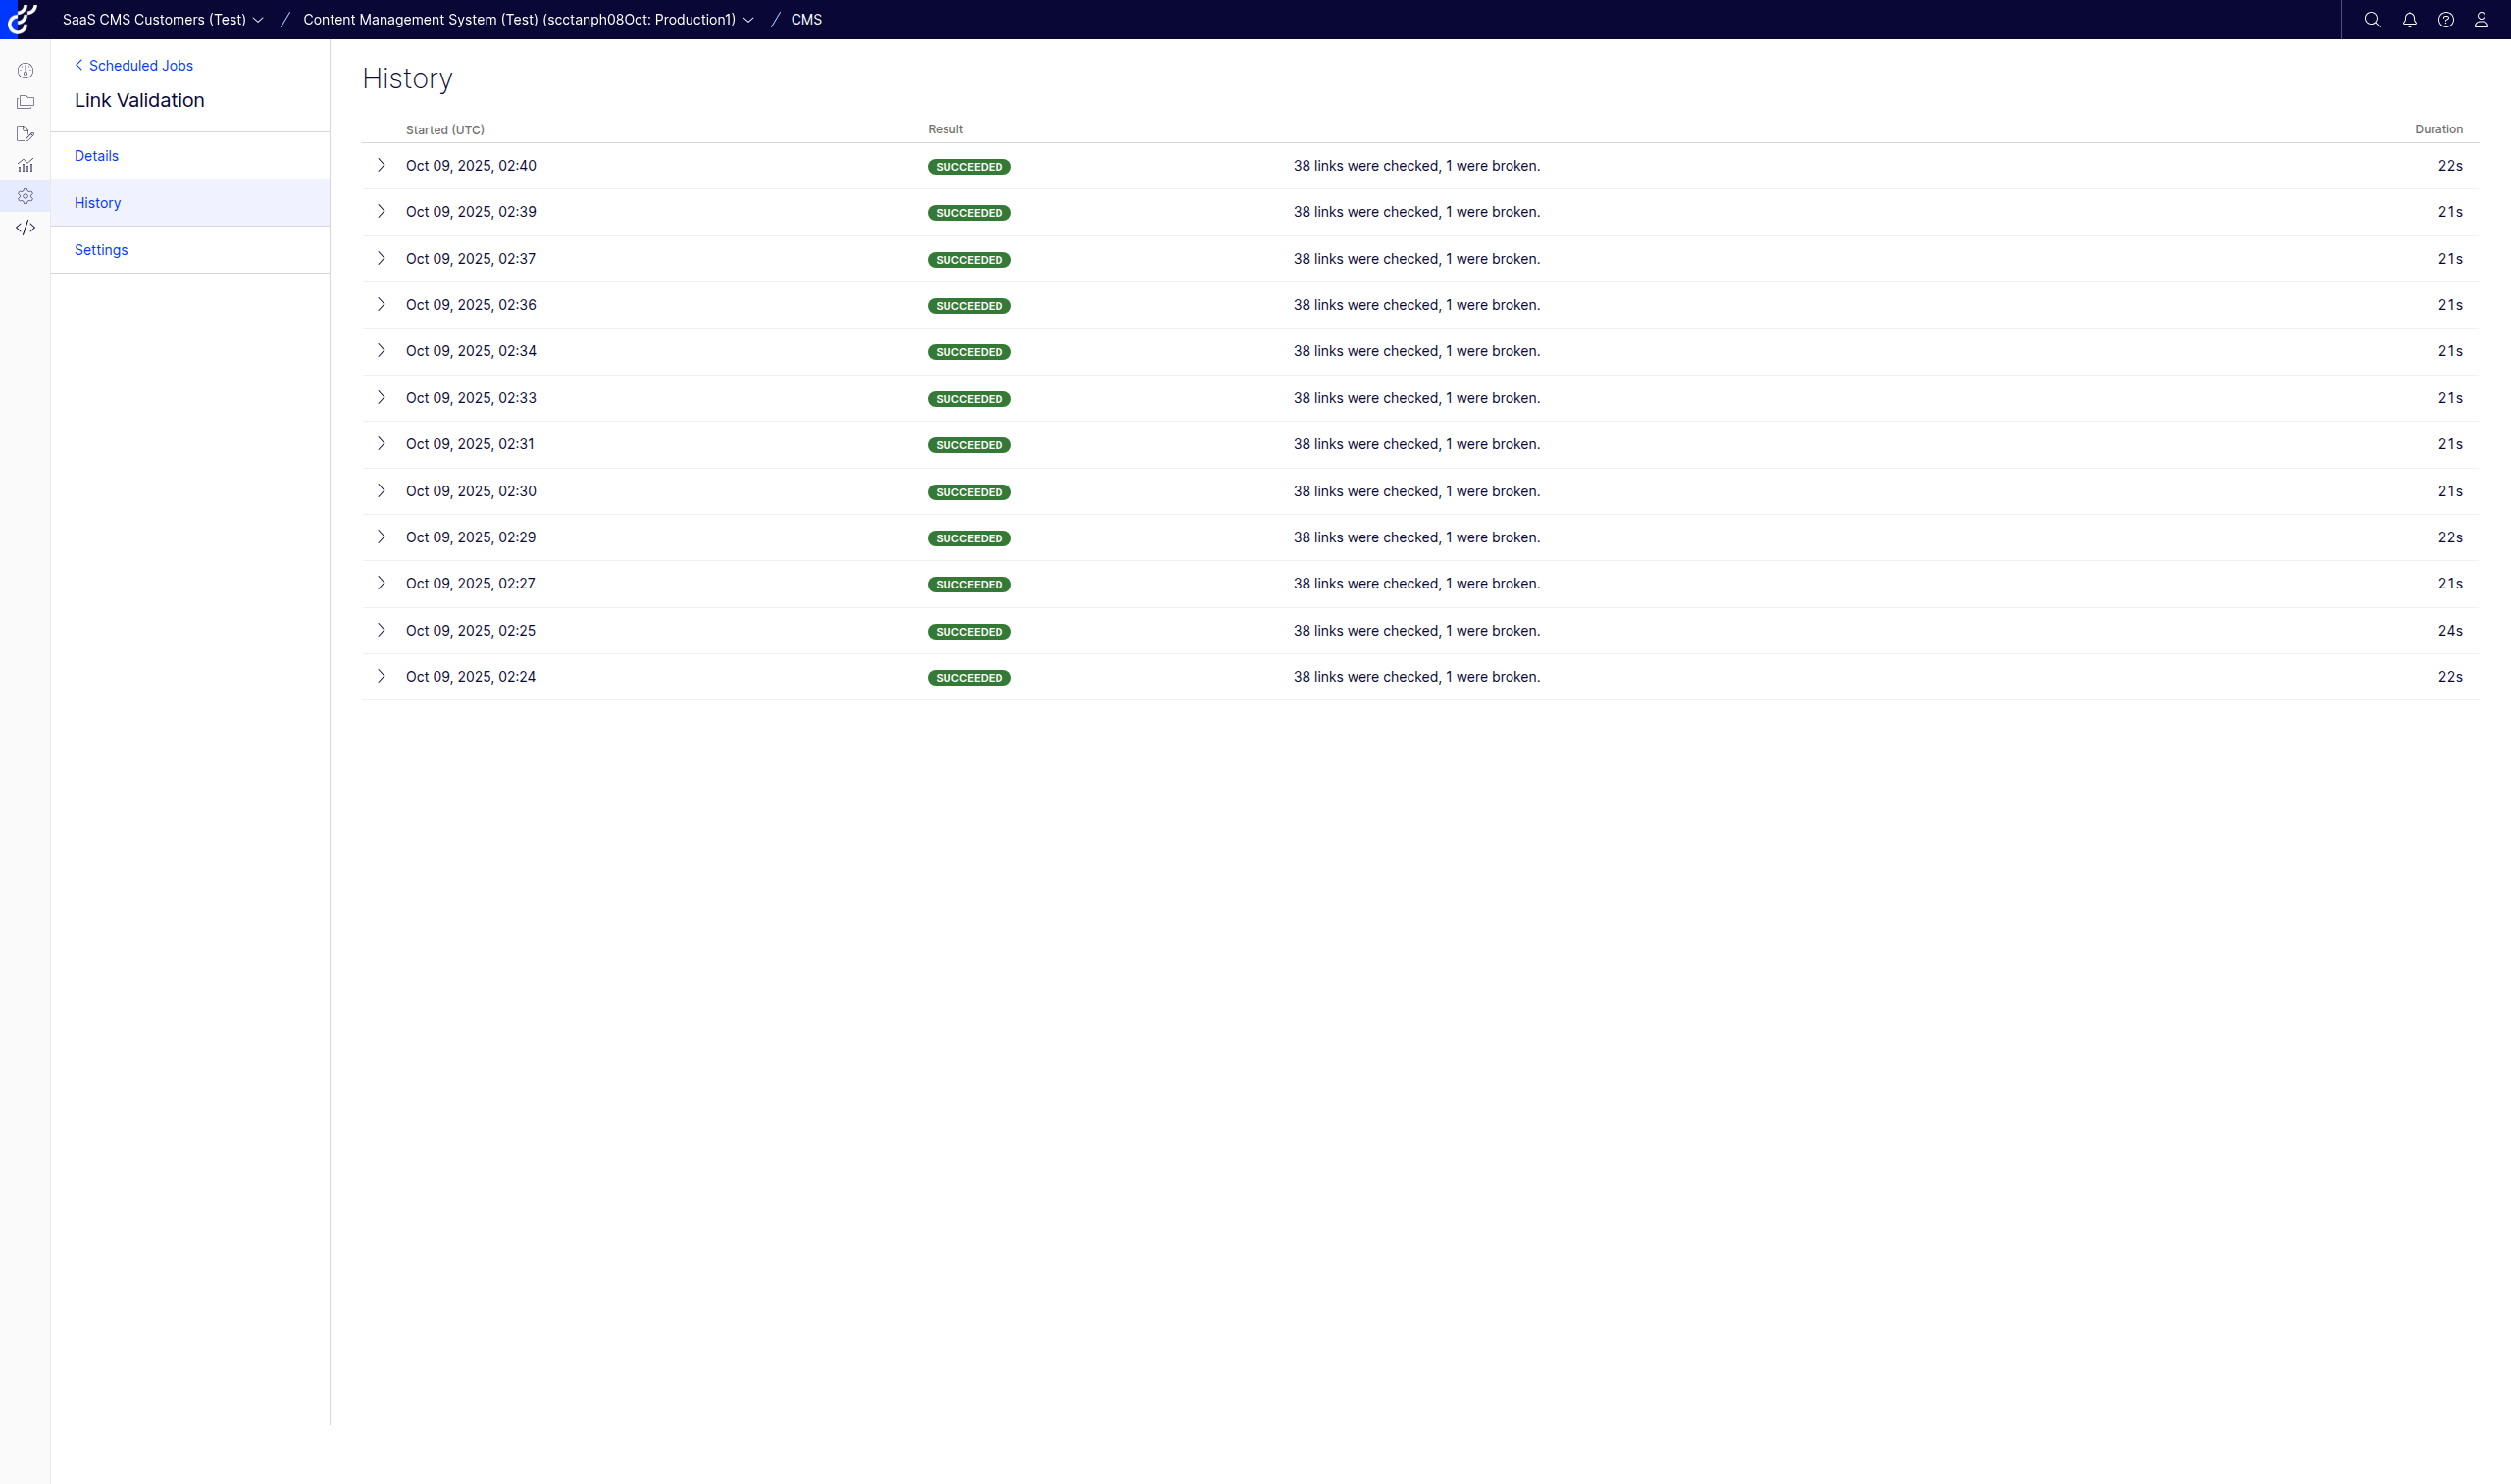 SaaS CMS Customers (Test) / Content Management System (Test) (scctanph08Oct: Production1) / CMS
Scheduled Jobs
Link Validation
Details
History
Settings
History
Started (UTC) Result Duration
Oct 09, 2025, 02:40 SUCCEEDED 38 links were checked, 1 were broken. 22s
Oct 09, 2025, 02:39 SUCCEEDED 38 links were checked, 1 were broken. 21s
Oct 09, 2025, 02:37 SUCCEEDED 38 links were checked, 1 were broken. 21s
Oct 09, 2025, 02:36 SUCCEEDED 38 links were checked, 1 were broken. 21s
Oct 09, 2025, 02:34 SUCCEEDED 38 links were checked, 1 were broken. 21s
Oct 09, 2025, 02:33 SUCCEEDED 38 links were checked, 1 were broken. 21s
Oct 09, 2025, 02:31 SUCCEEDED 38 links were checked, 1 were broken. 21s
Oct 09, 2025, 02:30 SUCCEEDED 38 links were checked, 1 were broken. 21s
Oct 09, 2025, 02:29 SUCCEEDED 38 links were checked, 1 were broken. 22s
Oct 09, 2025, 02:27 SUCCEEDED 38 links were checked, 1 were broken. 21s
Oct 09, 2025, 02:25 SUCCEEDED 38 links were checked, 1 were broken. 24s
Oct 09, 2025, 02:24 SUCCEEDED 38 links were checked, 1 were broken. 22s